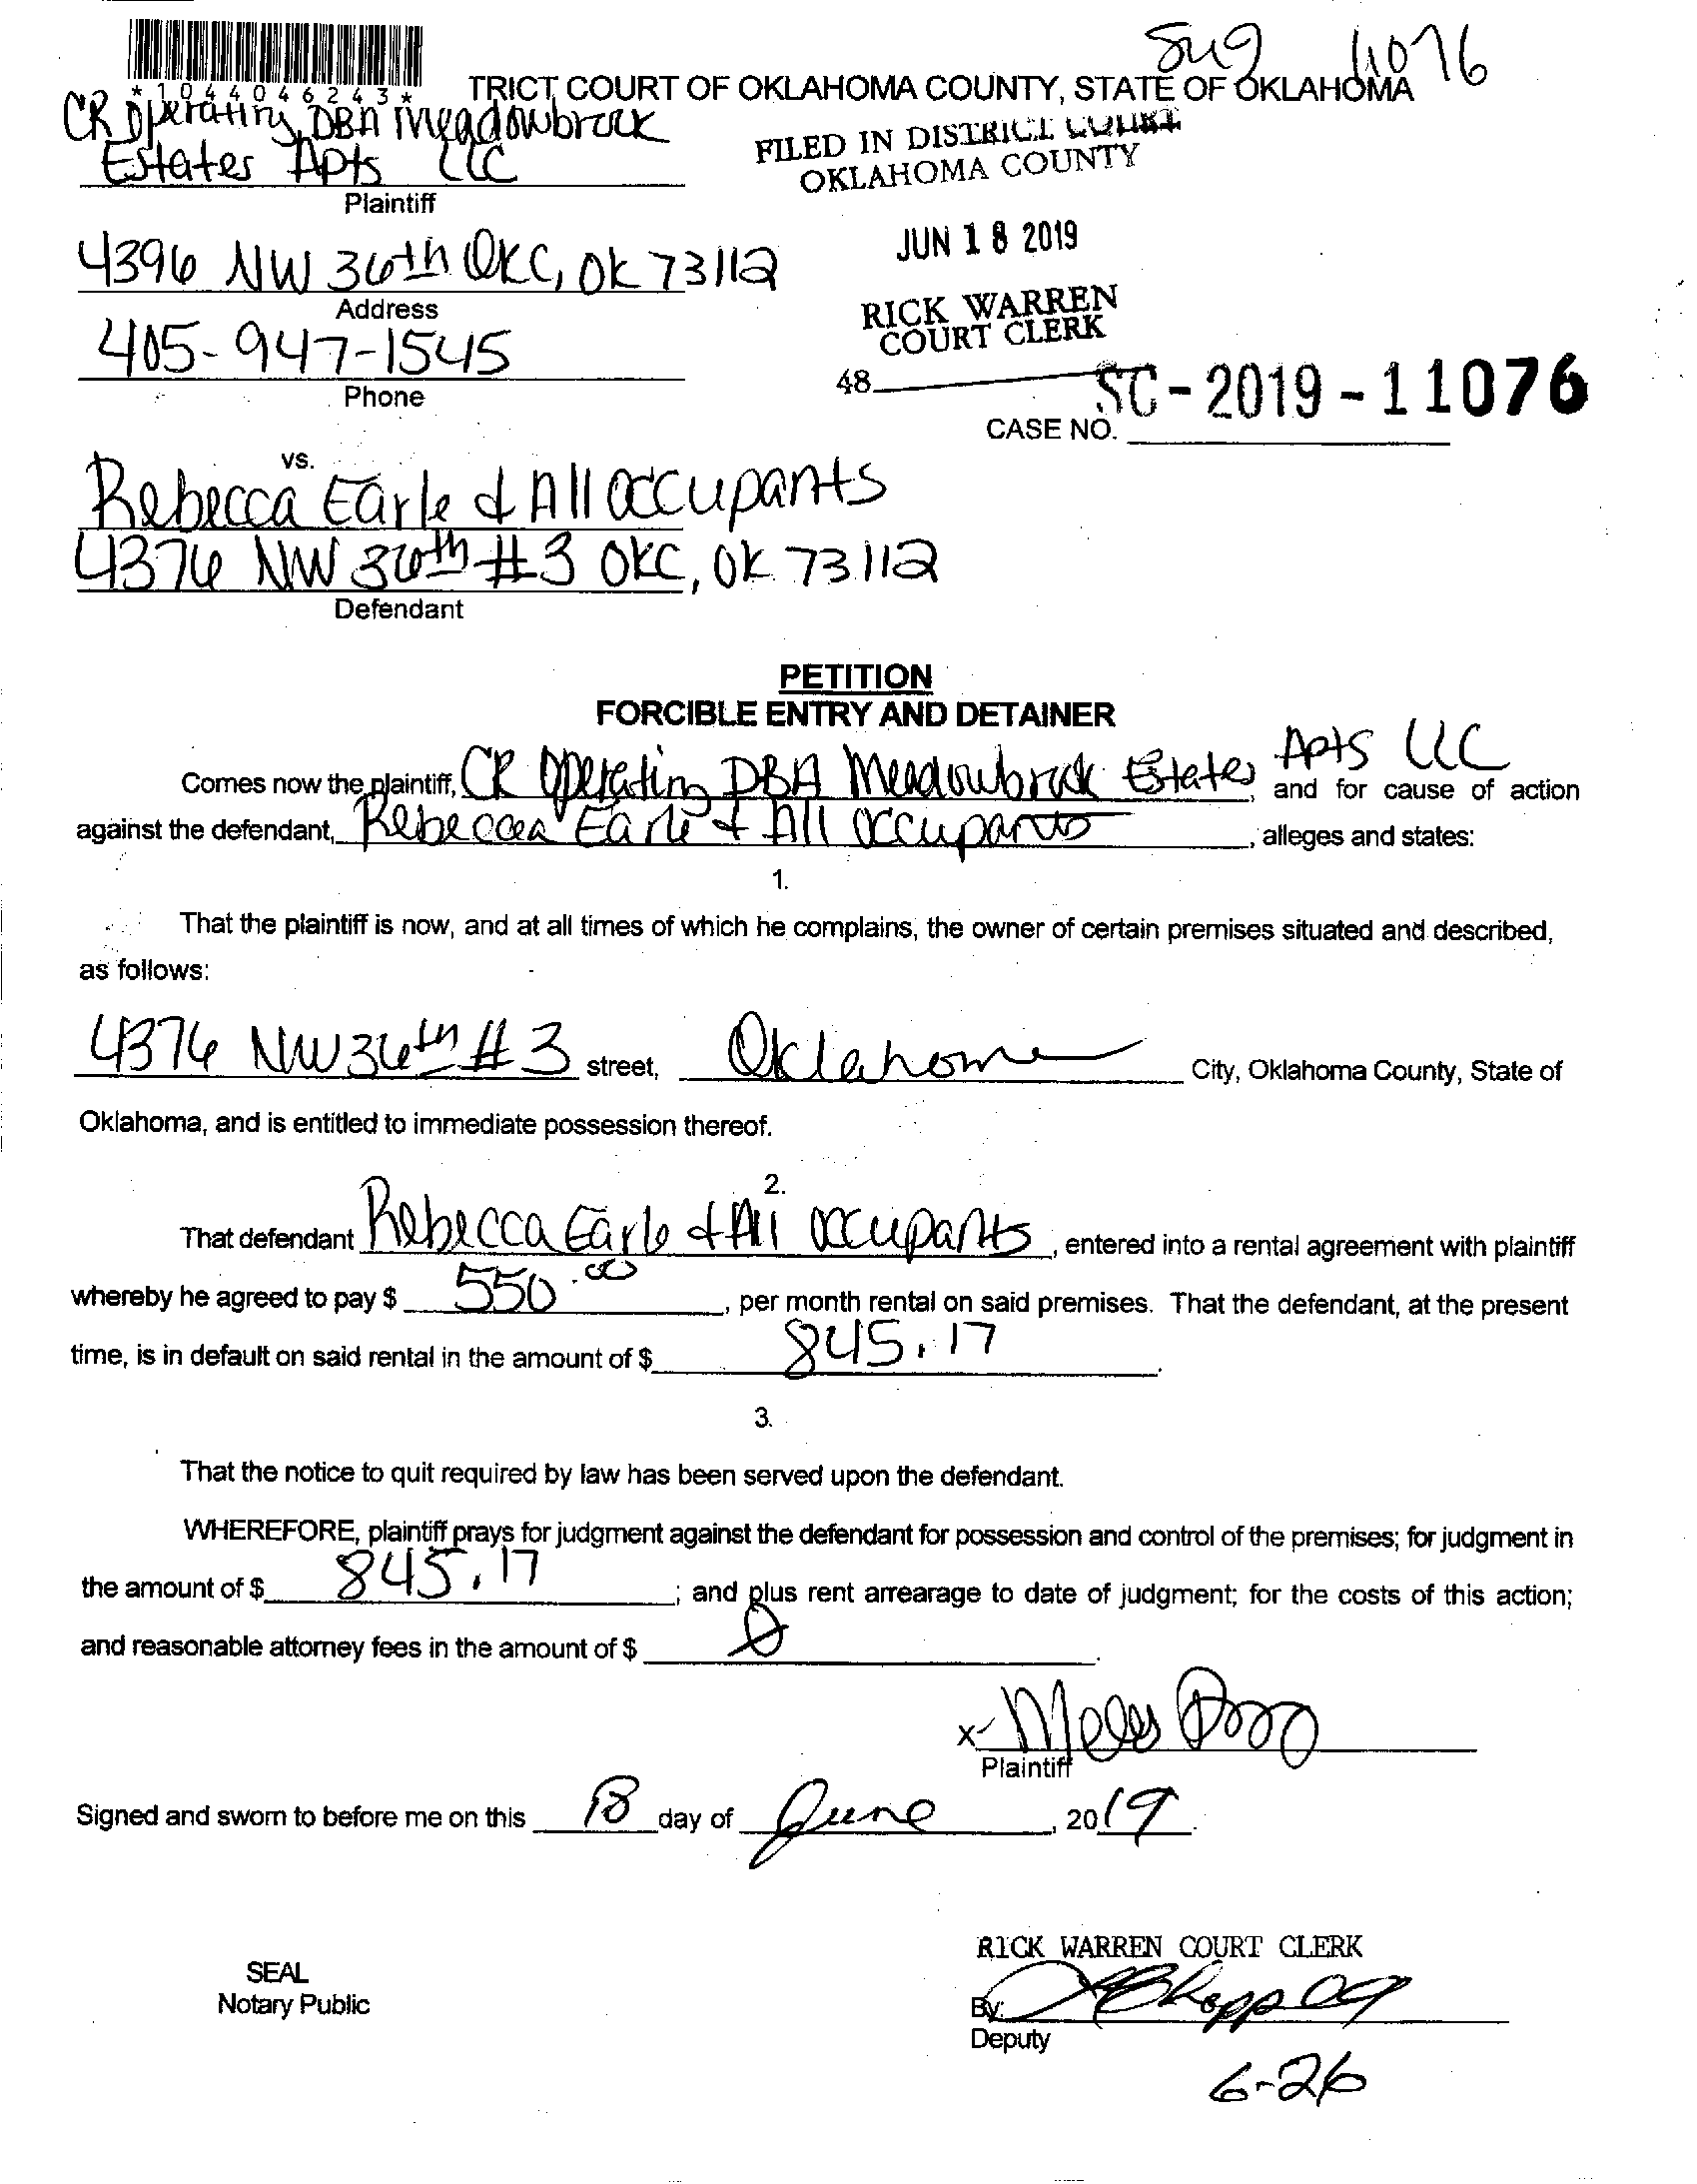 *1044046243*
Sug 11076
TRICT COURT OF OKLAHOMA COUNTY, STATE OF OKLAHOMA
CR Operating DBA Meadowbrook
Estates Apts LLC
Plaintiff
FILED IN DISTRICT COURT
OKLAHOMA COUNTY
JUN 18 2019
4396 NW 36th OKC, OK 73112
Address
RICK WARREN
COURT CLERK
405-947-1545
Phone
48
SC-2019-11076
CASE NO.
vs.
Rebecca Earle & All occupants
4376 NW 36th #3 OKC, OK 73112
Defendant
PETITION
FORCIBLE ENTRY AND DETAINER
Comes now the plaintiff, CR Operating DBA Meadowbrook Estates Apts LLC, and for cause of action
against the defendant, Rebecca Earle & All occupants, alleges and states:
1.
That the plaintiff is now, and at all times of which he complains, the owner of certain premises situated and described,
as follows:
4376 NW 36th #3 street, Oklahoma City, Oklahoma County, State of
Oklahoma, and is entitled to immediate possession thereof.
2.
That defendant Rebecca Earle & All occupants, entered into a rental agreement with plaintiff
whereby he agreed to pay $ 550.00, per month rental on said premises. That the defendant, at the present
time, is in default on said rental in the amount of $ 845.17.
3.
That the notice to quit required by law has been served upon the defendant.
WHEREFORE, plaintiff prays for judgment against the defendant for possession and control of the premises; for judgment in
the amount of $ 845.17; and plus rent arrearage to date of judgment; for the costs of this action;
and reasonable attorney fees in the amount of $ 0.
x
Plaintiff
Signed and sworn to before me on this 18 day of June, 2019.
RICK WARREN COURT CLERK
SEAL
Notary Public
By:
Deputy
6-26